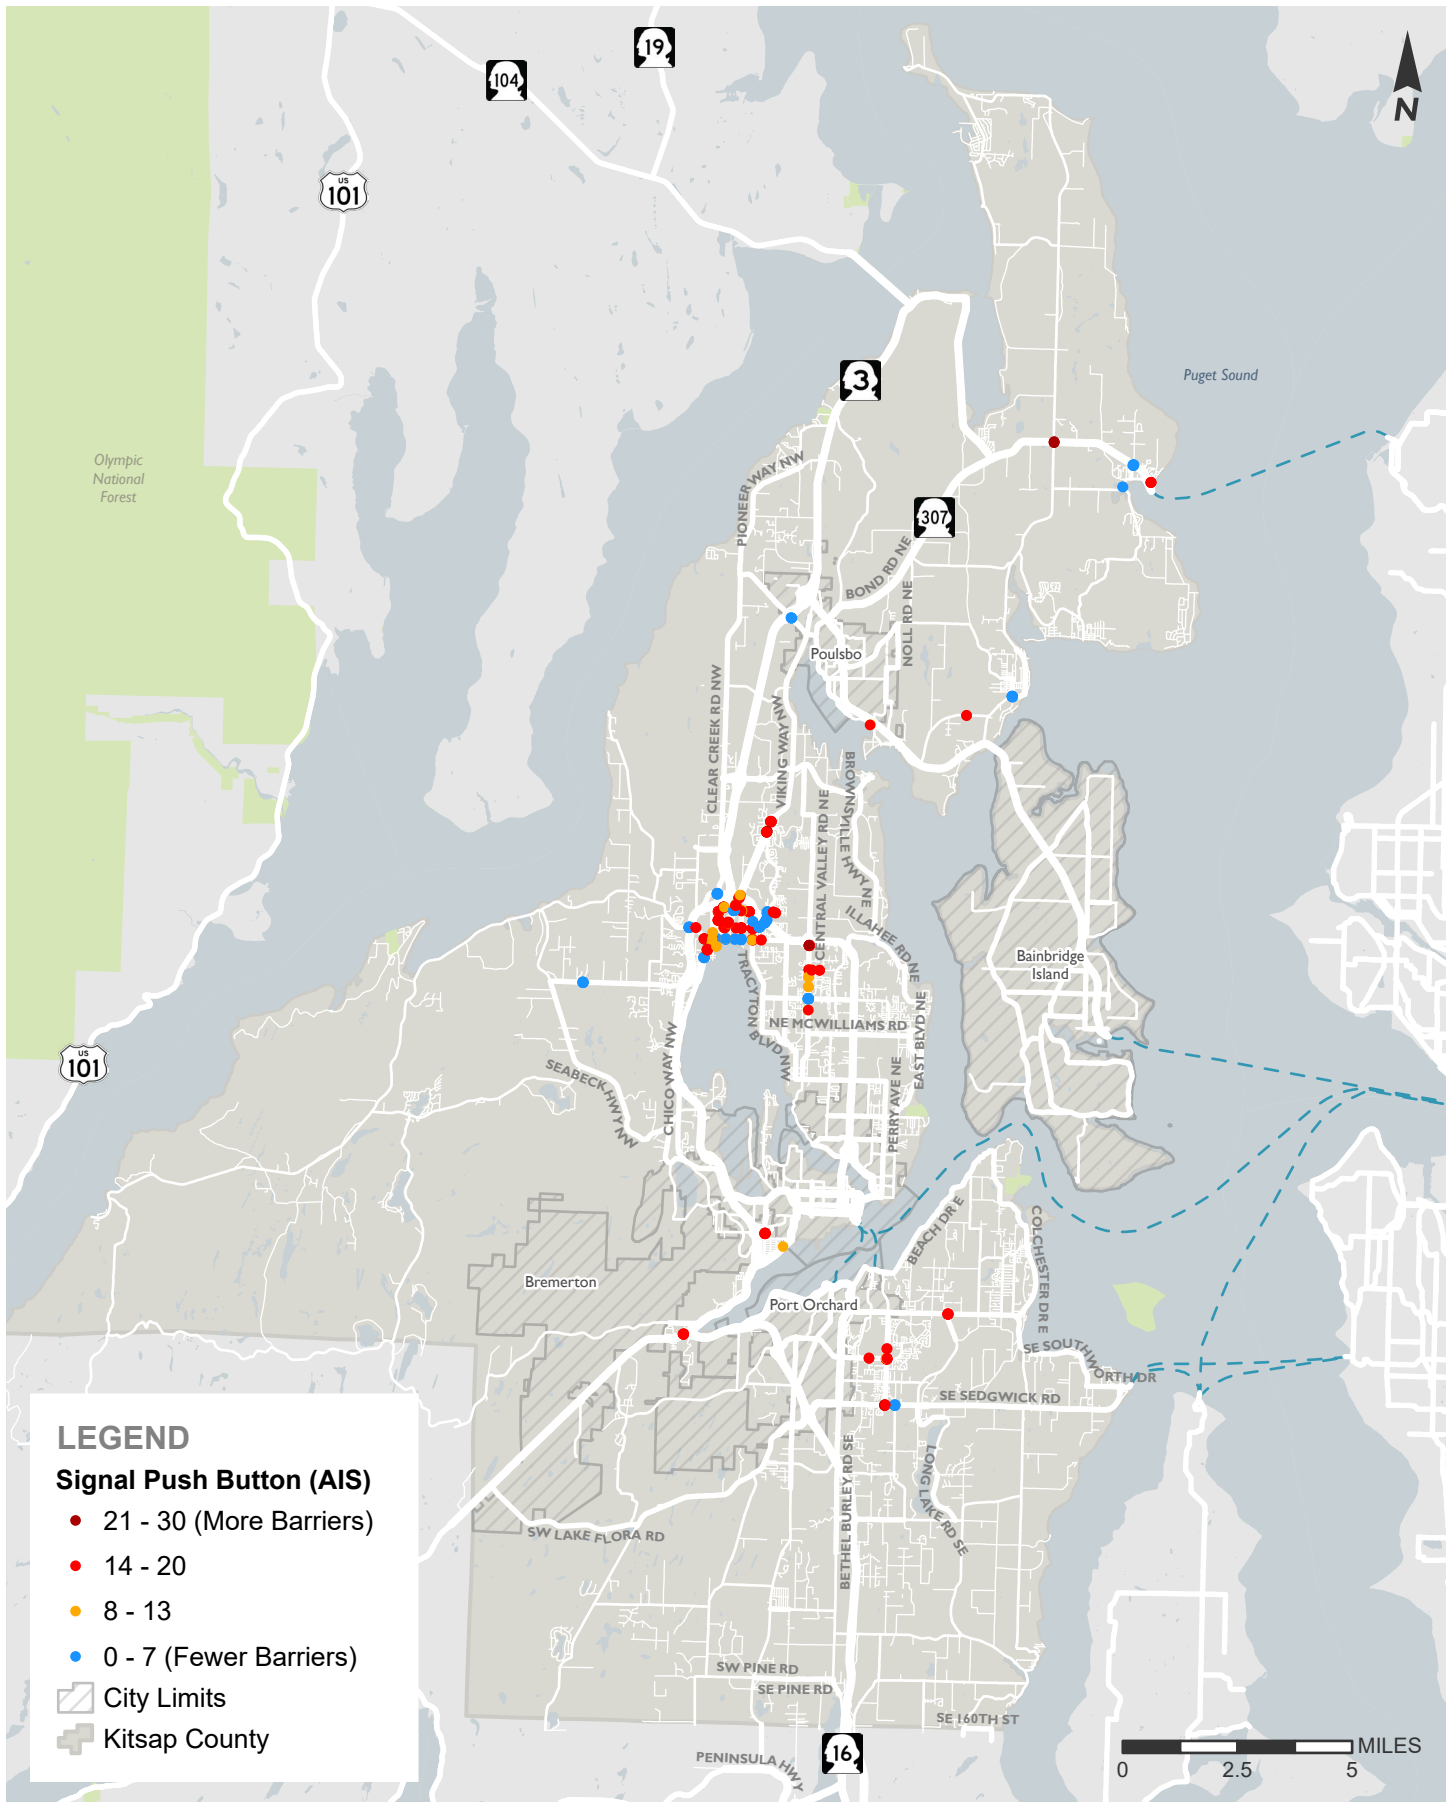 19
104
N
US
101
3
Puget Sound
Olympic
National
Forest
PIONEER WAY NW
307
BOND RD NE
NOLL RD NE
Poulsbo
CLEAR CREEK RD NW
VIKING WAY NW
BROWNSVILLE HWY NE
CENTRAL VALLEY RD NE
ILLAHEE RD NE
Bainbridge
Island
TRACYTON BLVD NW
NE MCWILLIAMS RD
EAST BLVD NE
US
101
SEABECK HWY NW
CHICO WAY NW
PERRY AVE NE
BEACH DR E
COLCHESTER DR E
Bremerton
Port Orchard
SE SOUTHWORTH DR
SE SEDGWICK RD
LEGEND
Signal Push Button (AIS)
21 - 30 (More Barriers)
14 - 20
8 - 13
0 - 7 (Fewer Barriers)
City Limits
Kitsap County
BETHEL BURLEY RD SE
LONG LAKE RD SE
SW LAKE FLORA RD
SW PINE RD
SE PINE RD
SE 160TH ST
PENINSULA HWY
16
MILES
0 2.5 5